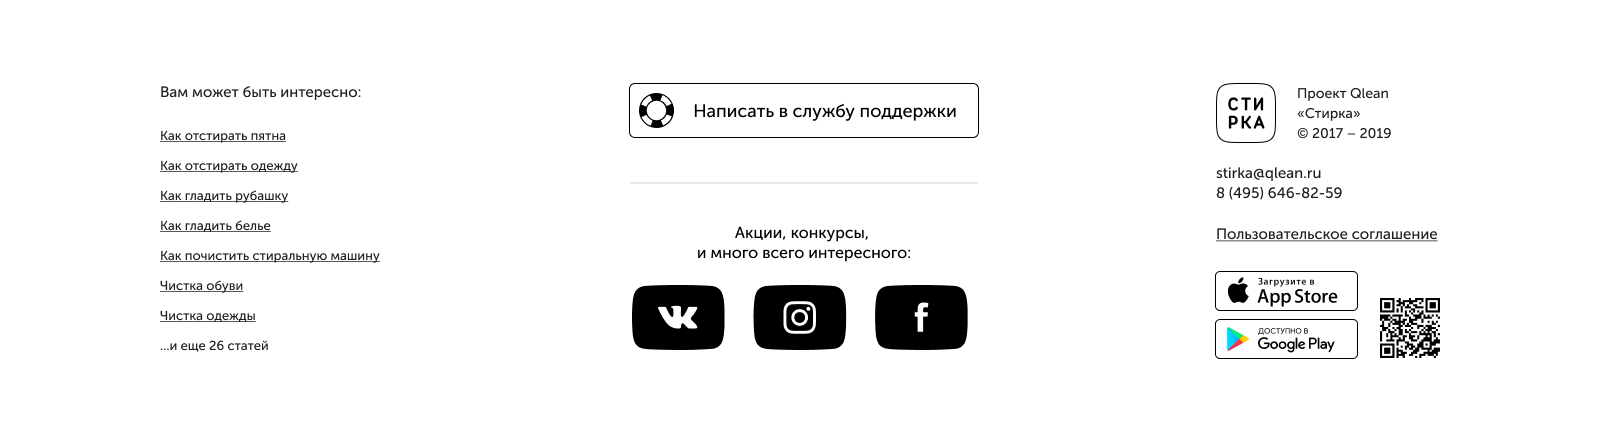 Вам может быть интересно:
Как отстирать пятна
Как отстирать одежду
Как гладить рубашку
Как гладить белье
Как почистить стиральную машину
Чистка обуви
Чистка одежды
...и еще 26 статей
Написать в службу поддержки
Акции, конкурсы,
и много всего интересного:
СТИ
РКА
Проект Qlean
«Стирка»
© 2017 – 2019
stirka@qlean.ru
8 (495) 646-82-59
Пользовательское соглашение
Загрузите в
App Store
ДОСТУПНО В
Google Play